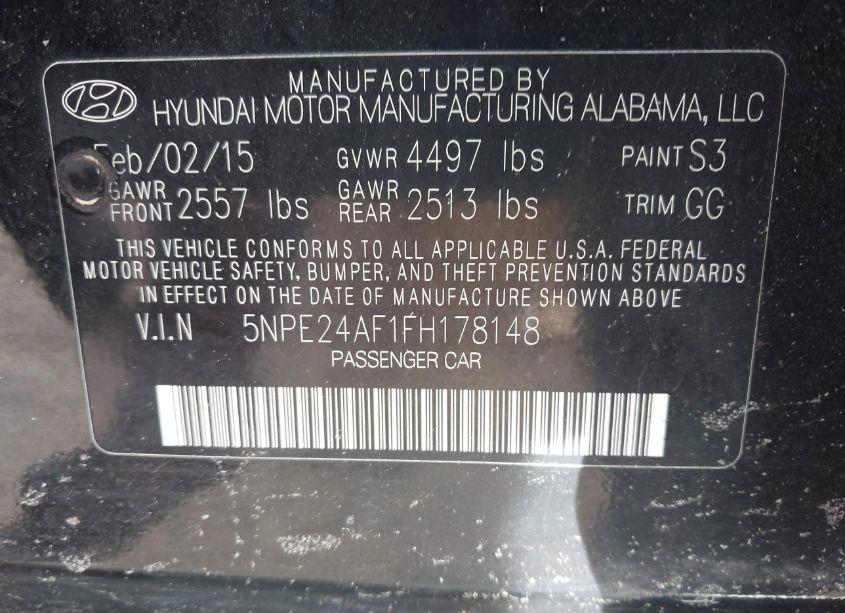 MANUFACTURED BY
HYUNDAI MOTOR MANUFACTURING ALABAMA, LLC
Feb/02/15 GVWR 4497 lbs PAINT S3
GAWR FRONT 2557 lbs GAWR REAR 2513 lbs TRIM GG
THIS VEHICLE CONFORMS TO ALL APPLICABLE U.S.A. FEDERAL
MOTOR VEHICLE SAFETY, BUMPER, AND THEFT PREVENTION STANDARDS
IN EFFECT ON THE DATE OF MANUFACTURE SHOWN ABOVE
V.I.N 5NPE24AF1FH178148
PASSENGER CAR